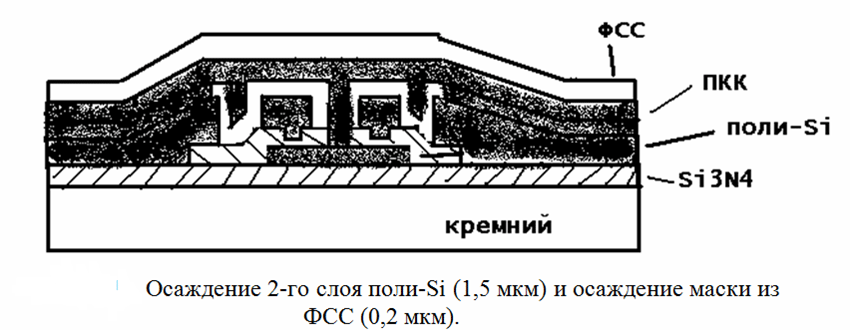 ФСС
ПКК
поли-Si
Si3N4
кремний
Осаждение 2-го слоя поли-Si (1,5 мкм) и осаждение маски из
ФСС (0,2 мкм).